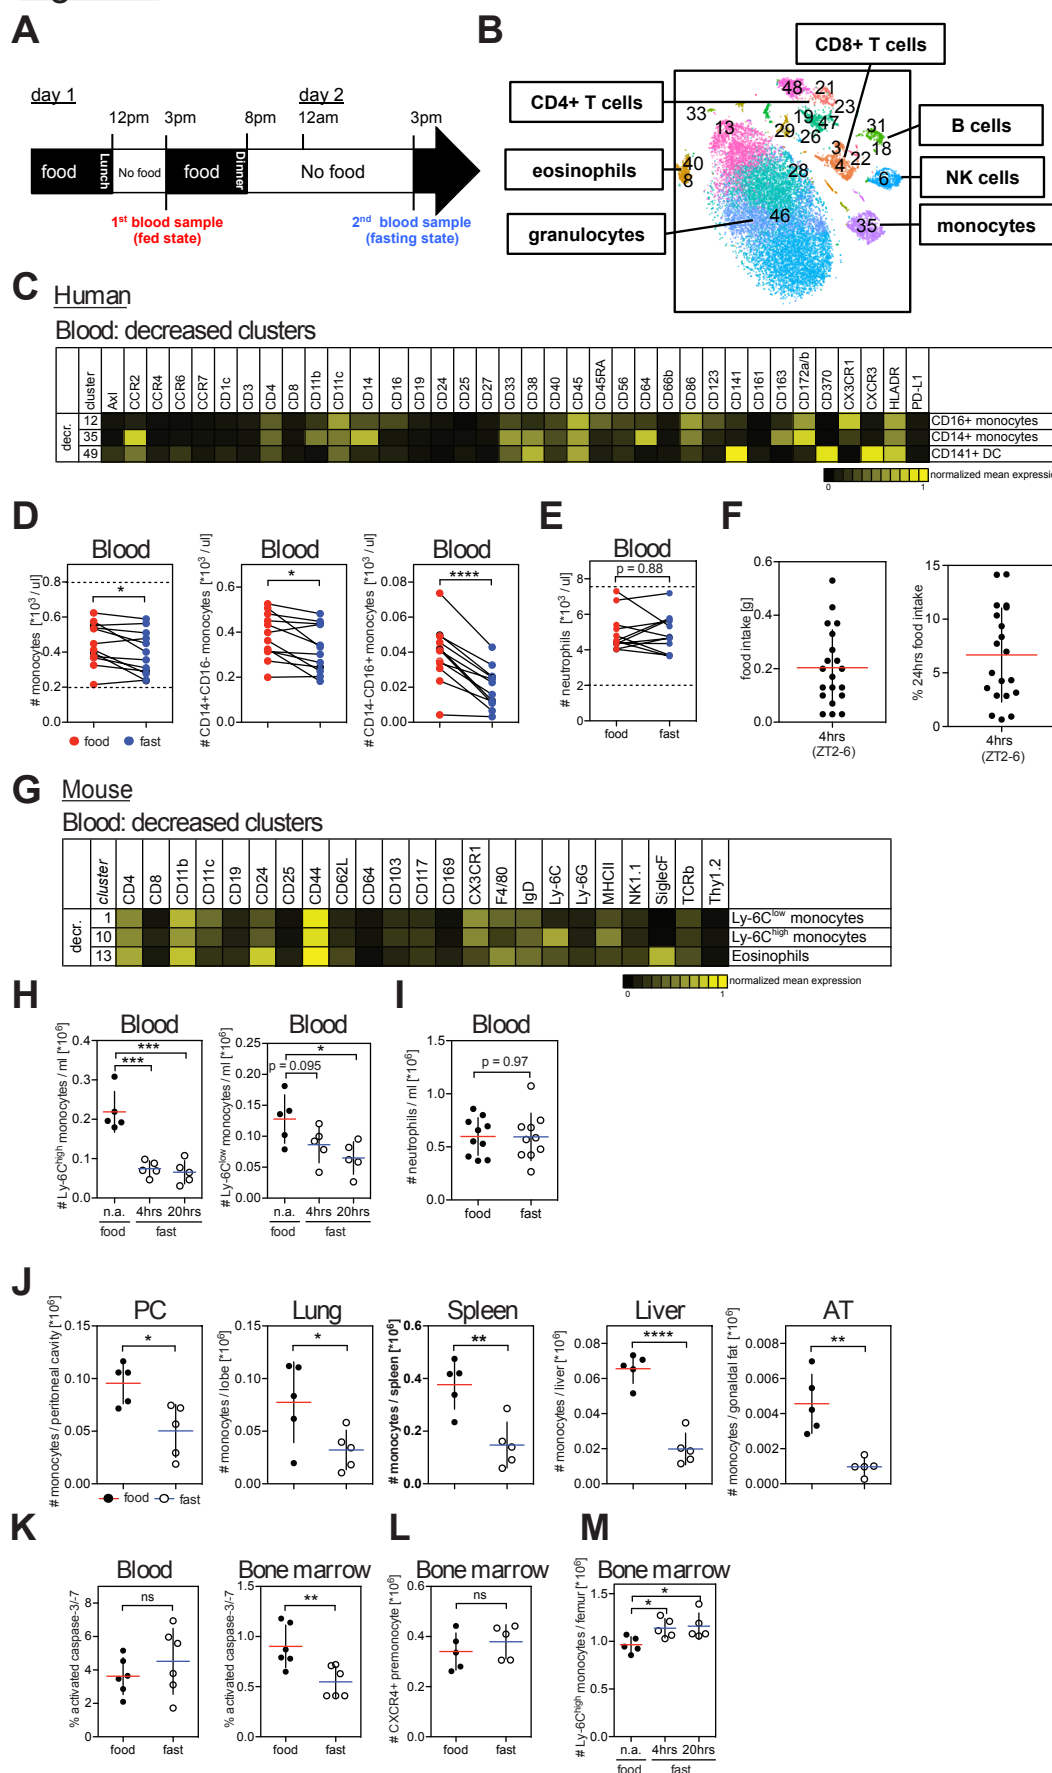 A
day 1
day 2
12pm
3pm
8pm
12am
3pm
food
Lunch
No food
food
Dinner
No food
1st blood sample
(fed state)
2nd blood sample
(fasting state)
B
CD8+ T cells
CD4+ T cells
B cells
eosinophils
NK cells
granulocytes
monocytes
48
21
23
33
13
19
47
29
26
31
18
3
22
4
40
8
28
6
46
35
C
Human
Blood: decreased clusters
cluster
Axl
CCR2
CCR4
CCR6
CCR7
CD1c
CD3
CD4
CD8
CD11b
CD11c
CD14
CD16
CD19
CD24
CD25
CD27
CD33
CD38
CD40
CD45
CD45RA
CD56
CD64
CD66b
CD86
CD123
CD141
CD161
CD163
CD172a/b
CD370
CX3CR1
CXCR3
HLADR
PD-L1
decr.
12 CD16+ monocytes
35 CD14+ monocytes
49 CD141+ DC
normalized mean expression
0 1
D
Blood
# monocytes [*10³ / ul]
0.8
0.6
0.4
0.2
0.0
*
food fast
Blood
# CD14+CD16- monocytes [*10³ / ul]
0.6
0.4
0.2
0.0
*
Blood
# CD14-CD16+ monocytes [*10³ / ul]
0.08
0.06
0.04
0.02
0.00
****
E
Blood
p = 0.88
# neutrophils [*10³ / ul]
8
6
4
2
0
food fast
F
food intake [g]
0.6
0.4
0.2
0.0
4hrs
(ZT2-6)
% 24hrs food intake
15
10
5
0
4hrs
(ZT2-6)
G
Mouse
Blood: decreased clusters
cluster
CD4
CD8
CD11b
CD11c
CD19
CD24
CD25
CD44
CD62L
CD64
CD103
CD117
CD169
CX3CR1
F4/80
IgD
Ly-6C
Ly-6G
MHCII
NK1.1
SiglecF
TCRb
Thy1.2
decr.
1 Ly-6Clow monocytes
10 Ly-6Chigh monocytes
13 Eosinophils
normalized mean expression
0 1
H
Blood
# Ly-6Chigh monocytes / ml [*10⁶]
0.4
0.3
0.2
0.1
0.0
***
***
n.a. 4hrs 20hrs
food fast
Blood
# Ly-6Clow monocytes / ml [*10⁶]
0.25
0.20
0.15
0.10
0.05
0.00
*
p = 0.095
n.a. 4hrs 20hrs
food fast
I
Blood
# neutrophils / ml [*10⁶]
1.5
1.0
0.5
0.0
p = 0.97
food fast
J
PC
# monocytes / peritoneal cavity [*10⁶]
0.15
0.10
0.05
0.00
*
food fast
Lung
# monocytes / lobe [*10⁶]
0.15
0.10
0.05
0.00
*
Spleen
# monocytes / spleen [*10⁶]
0.6
0.4
0.2
0.0
**
Liver
# monocytes / liver [*10⁶]
0.08
0.06
0.04
0.02
0.00
****
AT
# monocytes / gonaldal fat [*10⁶]
0.008
0.006
0.004
0.002
0.000
**
K
Blood
% activated caspase-3/-7
8
6
4
2
0
ns
food fast
Bone marrow
% activated caspase-3/-7
1.5
1.0
0.5
0.0
**
food fast
L
Bone marrow
# CXCR4+ premonocyte [*10⁶]
0.6
0.4
0.2
0.0
ns
food fast
M
Bone marrow
# Ly-6Chigh monocytes / femur [*10⁶]
1.5
1.0
0.5
0.0
*
*
n.a. 4hrs 20hrs
food fast